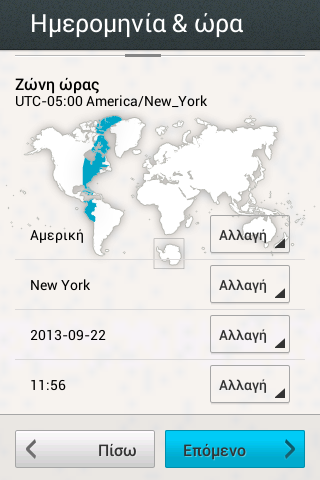 Ημερομηνία & ώρα
Ζώνη ώρας
UTC-05:00 America/New_York
Αμερική
Αλλαγή
New York
Αλλαγή
2013-09-22
Αλλαγή
11:56
Αλλαγή
Πίσω
Επόμενο